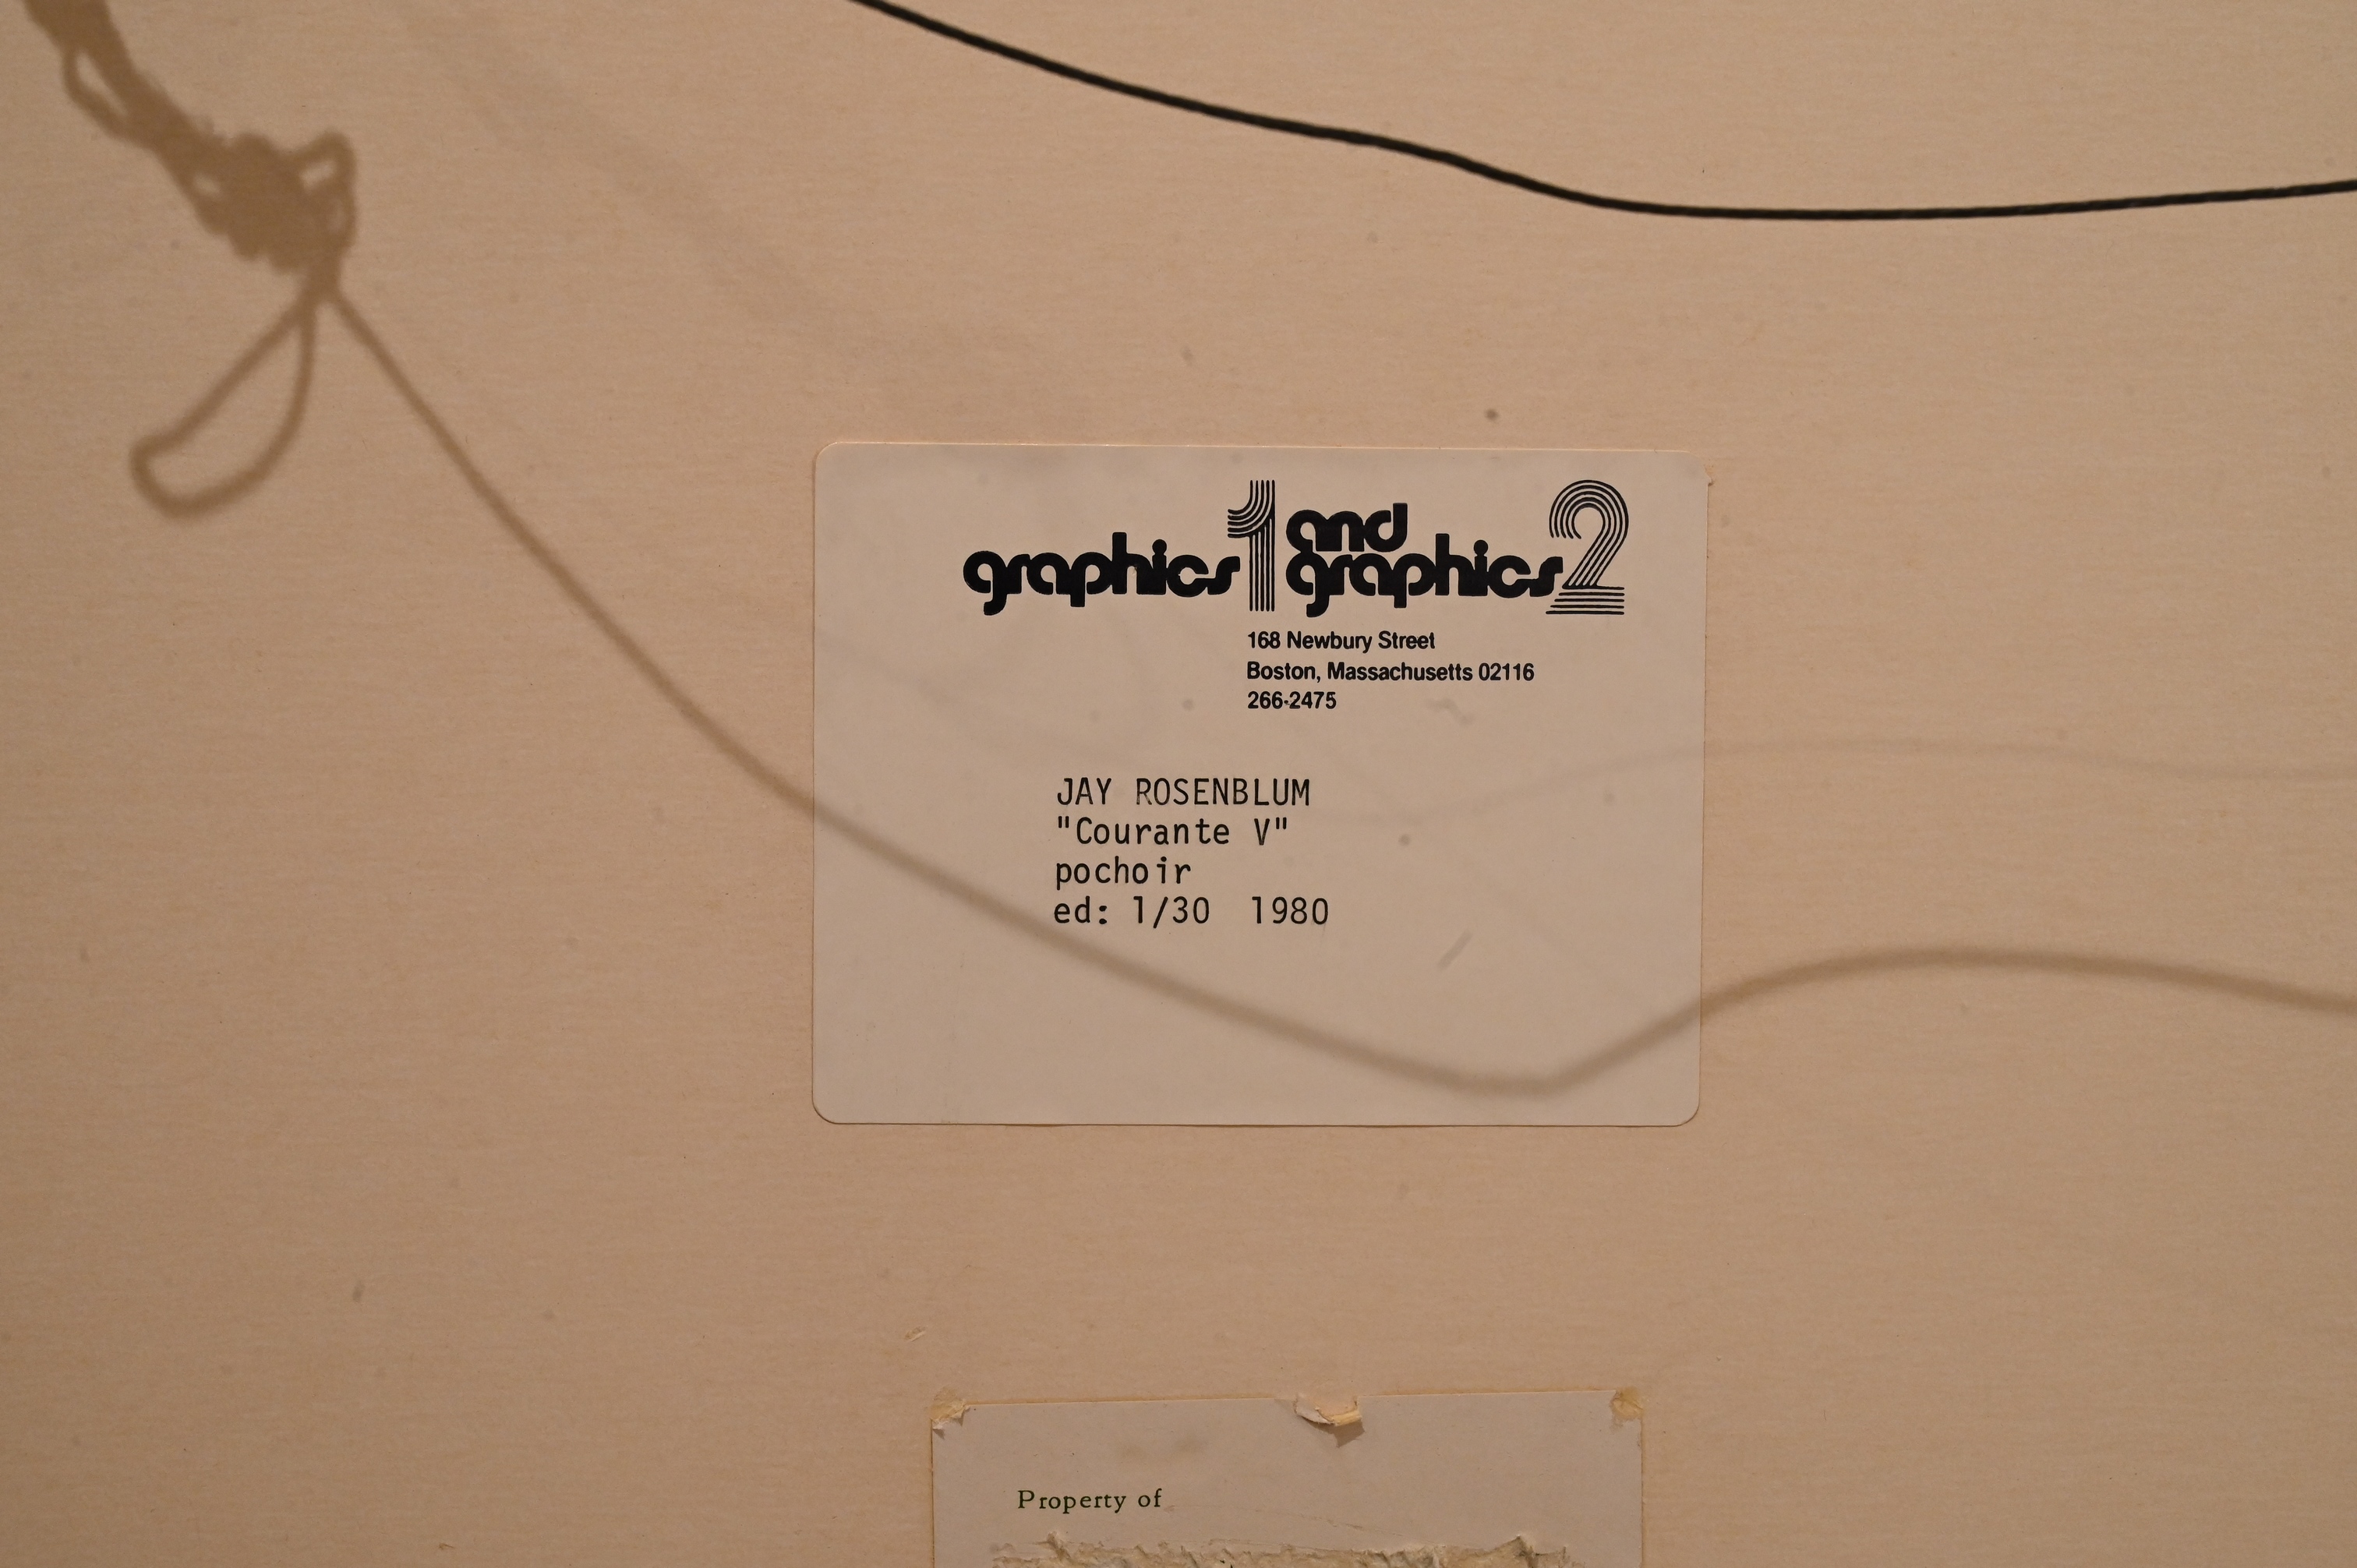 graphics 1 and graphics 2
168 Newbury Street
Boston, Massachusetts 02116
266-2475
JAY ROSENBLUM
"Courante V"
pochoir
ed: 1/30 1980
Property of